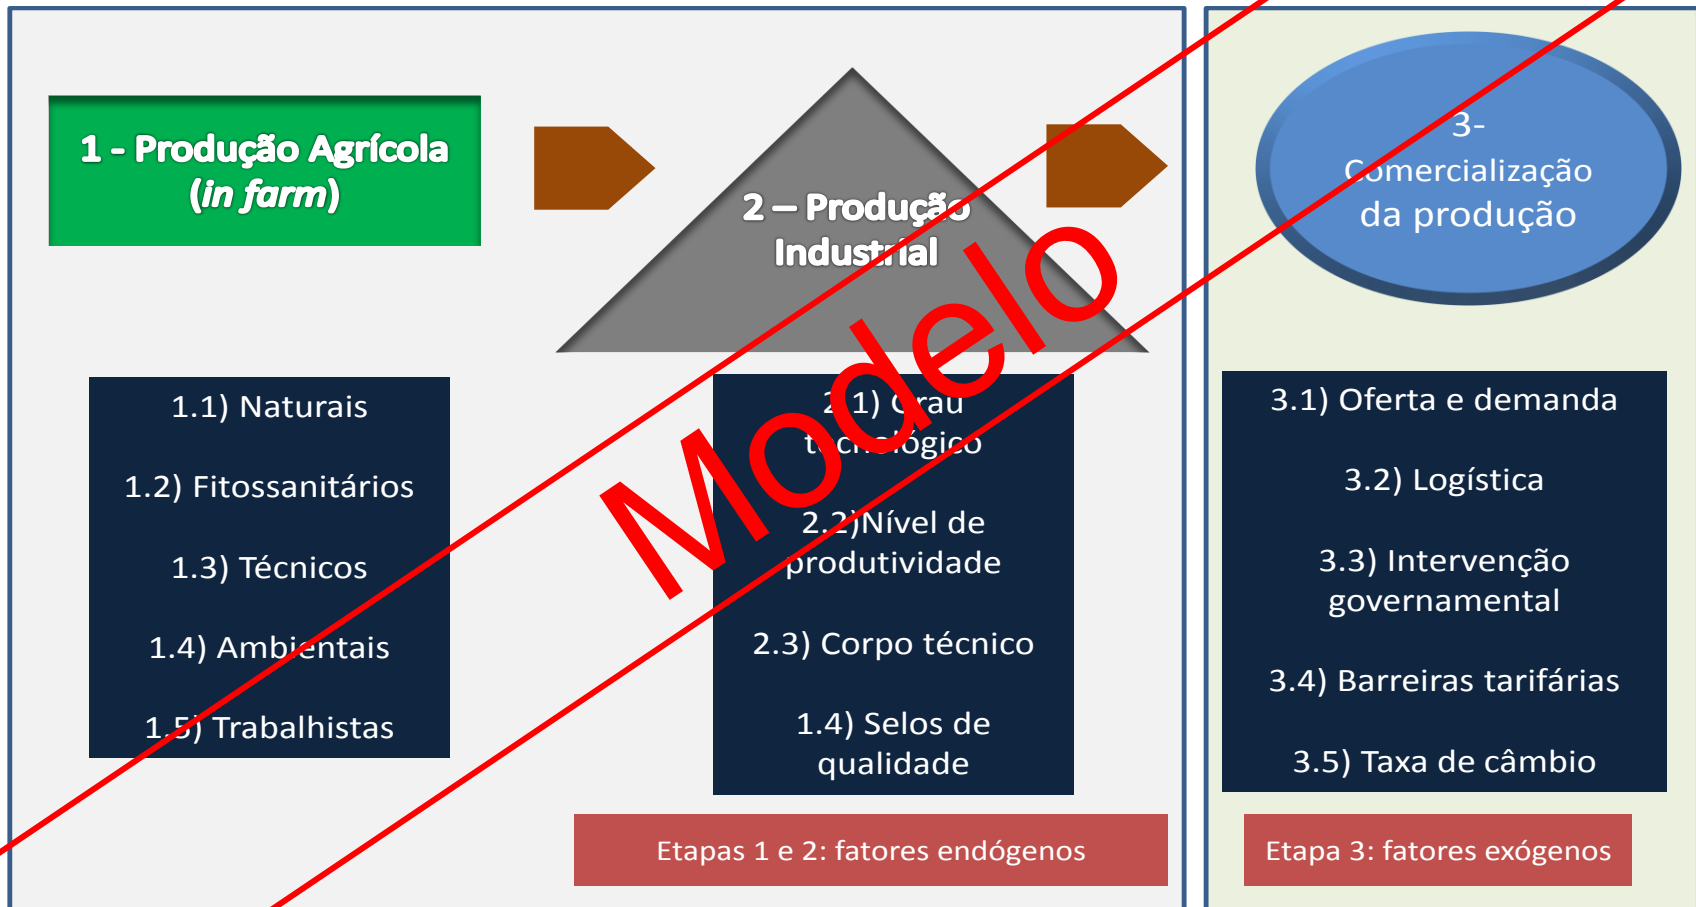 1 - Produção Agrícola
(in farm)
2 – Produção
Industrial
3-
Comercialização
da produção
1.1) Naturais
1.2) Fitossanitários
1.3) Técnicos
1.4) Ambientais
1.5) Trabalhistas
2.1) Grau
tecnológico
2.2)Nível de
produtividade
2.3) Corpo técnico
1.4) Selos de
qualidade
3.1) Oferta e demanda
3.2) Logística
3.3) Intervenção
governamental
3.4) Barreiras tarifárias
3.5) Taxa de câmbio
Etapas 1 e 2: fatores endógenos
Etapa 3: fatores exógenos
Modelo